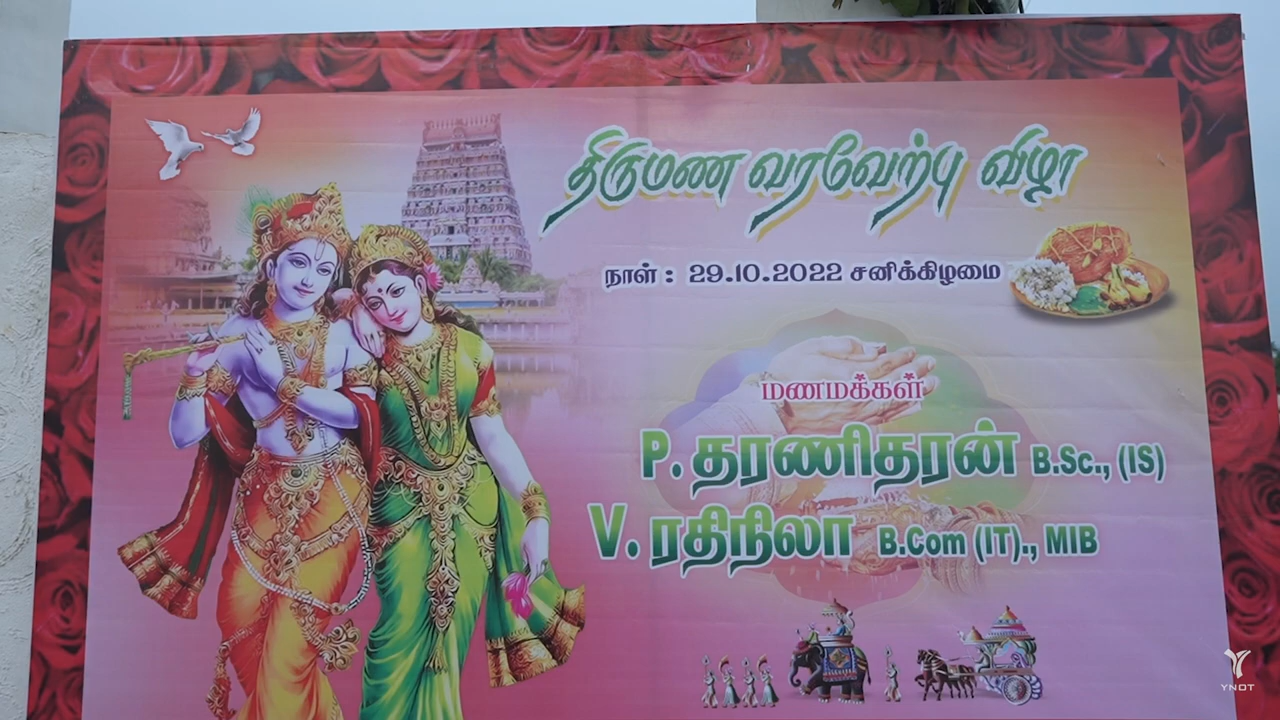 திருமண வரவேற்பு விழா
நாள் : 29.10.2022 சனிக்கிழமை
மணமக்கள்
P. தரணிதரன் B.Sc., (IS)
V. ரதிநிலா B.Com (IT)., MIB
YNOT